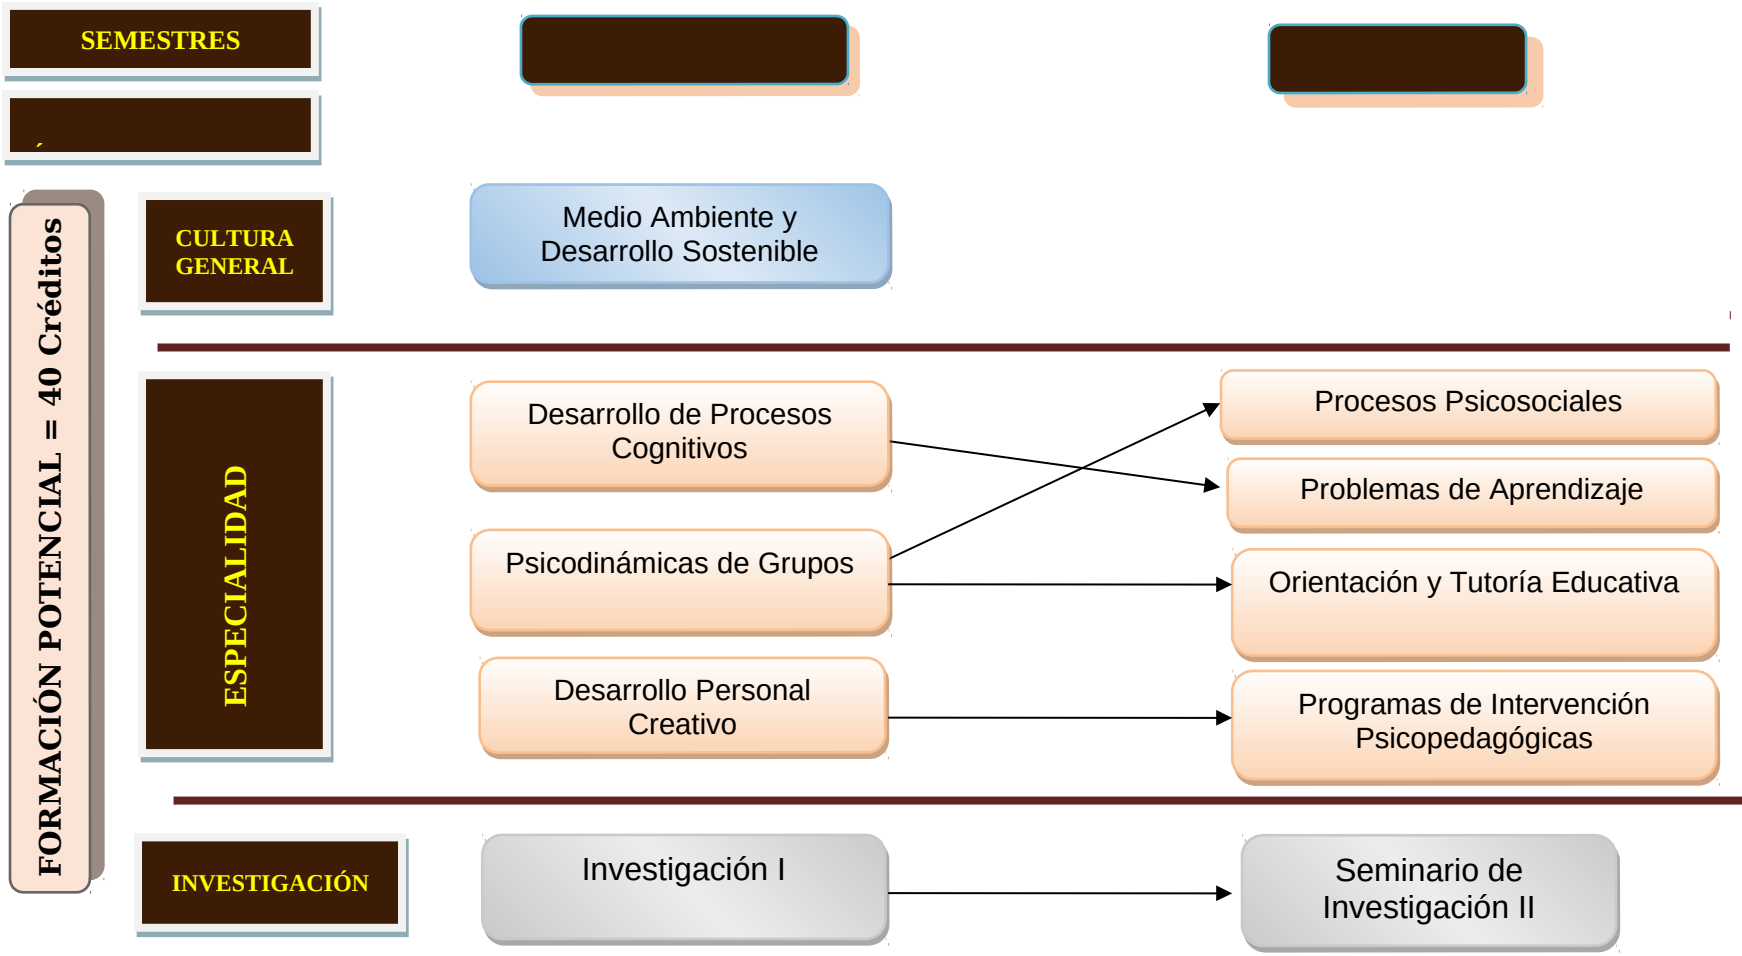 SEMESTRES
FORMACIÓN POTENCIAL = 40 Créditos
CULTURA
GENERAL
Medio Ambiente y
Desarrollo Sostenible
ESPECIALIDAD
Desarrollo de Procesos
Cognitivos
Psicodinámicas de Grupos
Desarrollo Personal
Creativo
Procesos Psicosociales
Problemas de Aprendizaje
Orientación y Tutoría Educativa
Programas de Intervención
Psicopedagógicas
INVESTIGACIÓN
Investigación I
Seminario de
Investigación II